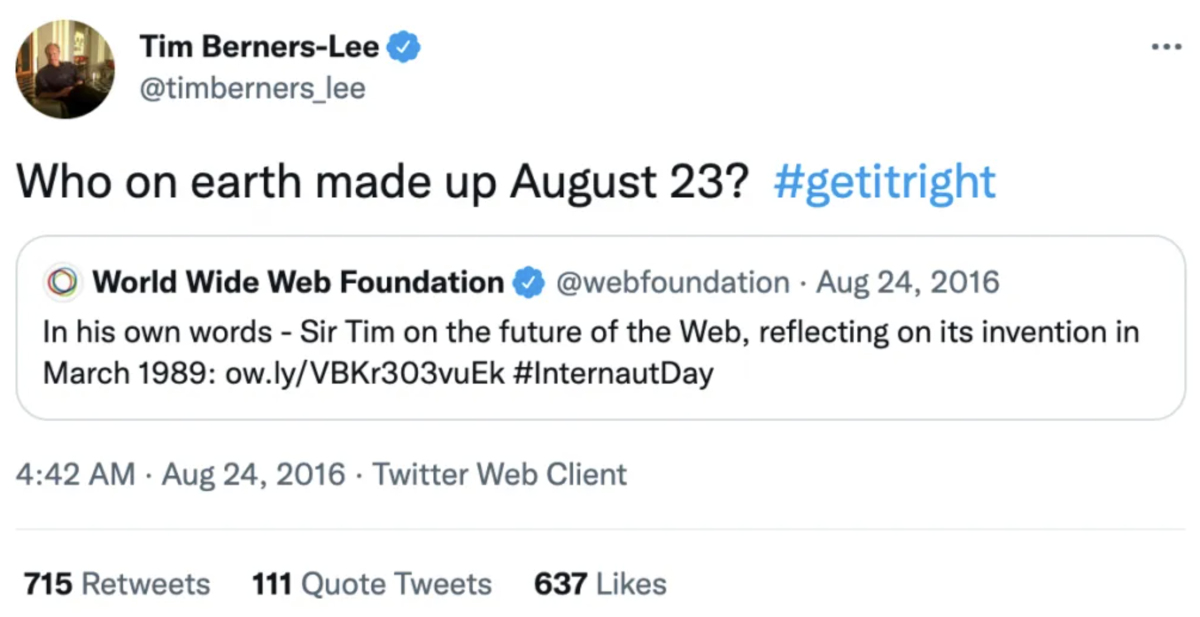 Tim Berners-Lee
@timberners_lee
Who on earth made up August 23? #getitright
World Wide Web Foundation @webfoundation · Aug 24, 2016
In his own words - Sir Tim on the future of the Web, reflecting on its invention in
March 1989: ow.ly/VBKr303vuEk #InternautDay
4:42 AM · Aug 24, 2016 · Twitter Web Client
715 Retweets 111 Quote Tweets 637 Likes